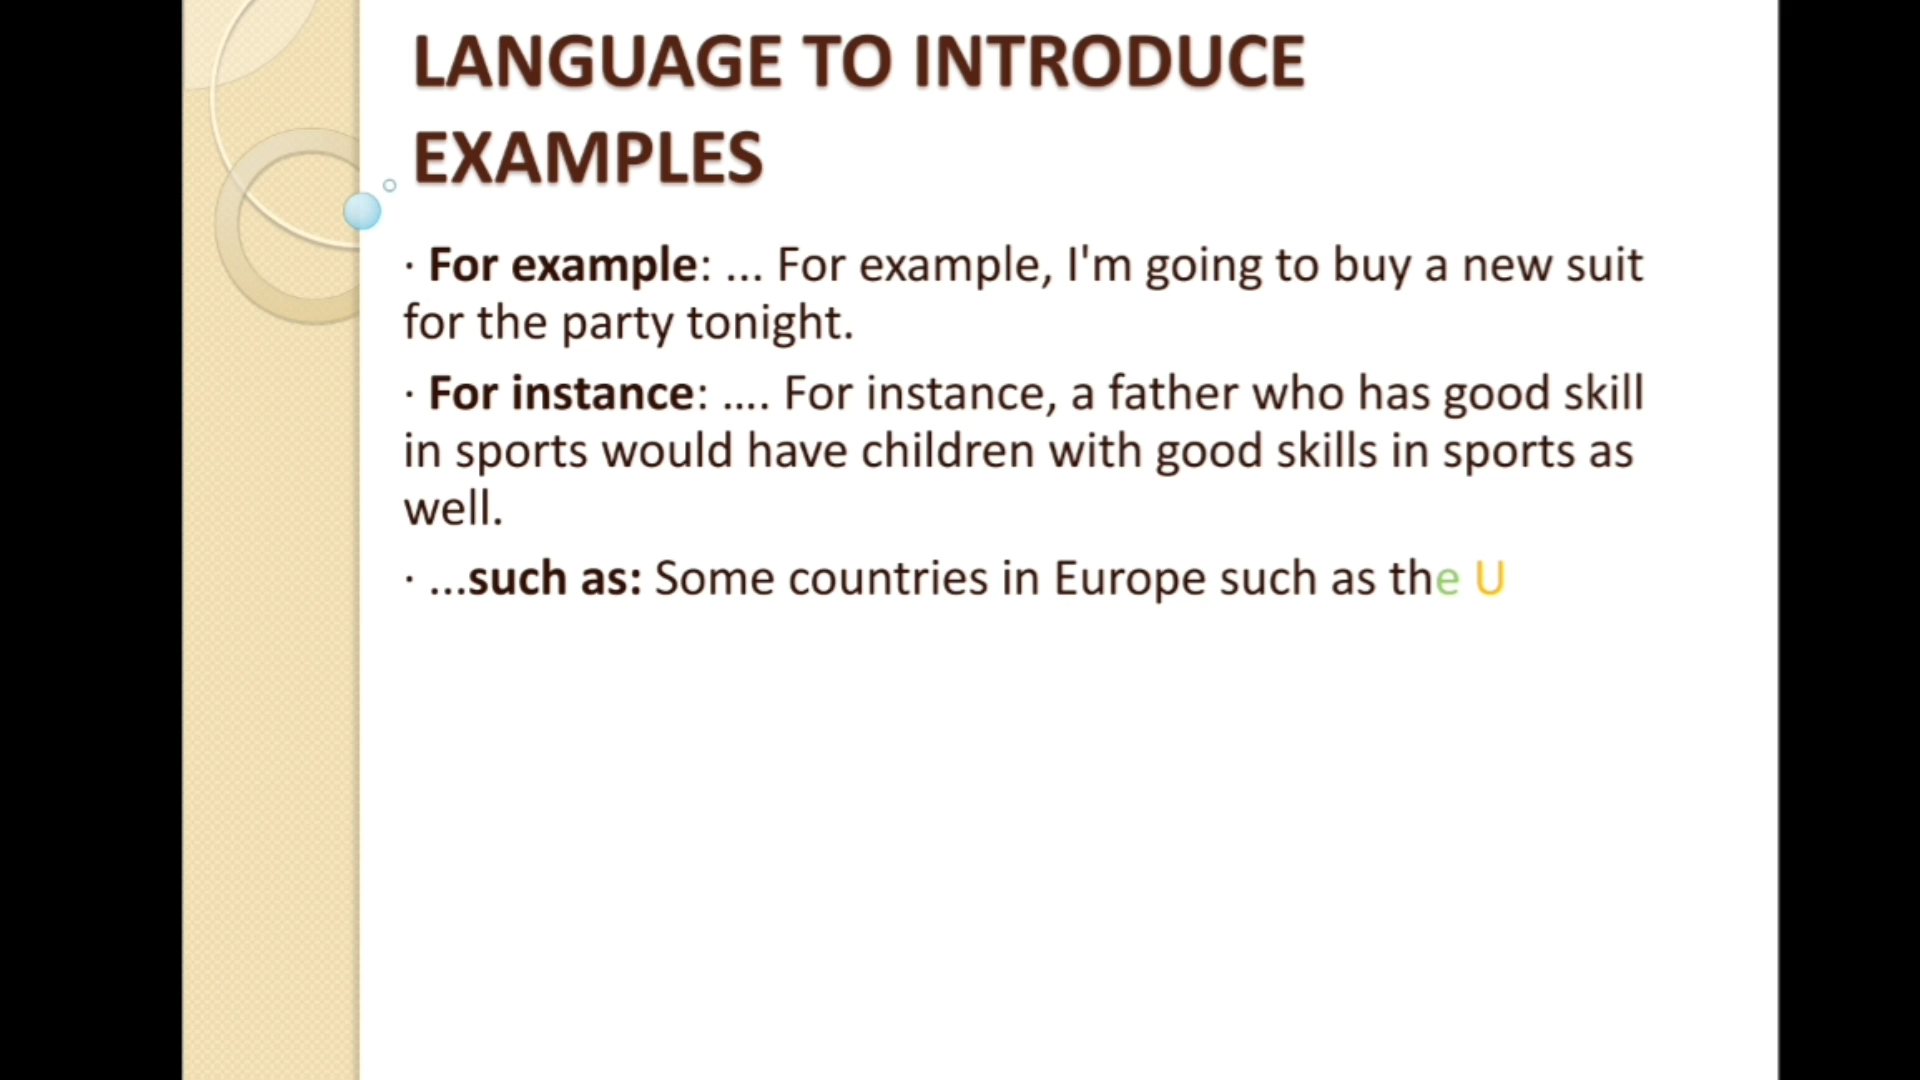 LANGUAGE TO INTRODUCE
EXAMPLES
· For example: ... For example, I'm going to buy a new suit
for the party tonight.
· For instance: .... For instance, a father who has good skill
in sports would have children with good skills in sports as
well.
· ...such as: Some countries in Europe such as the U